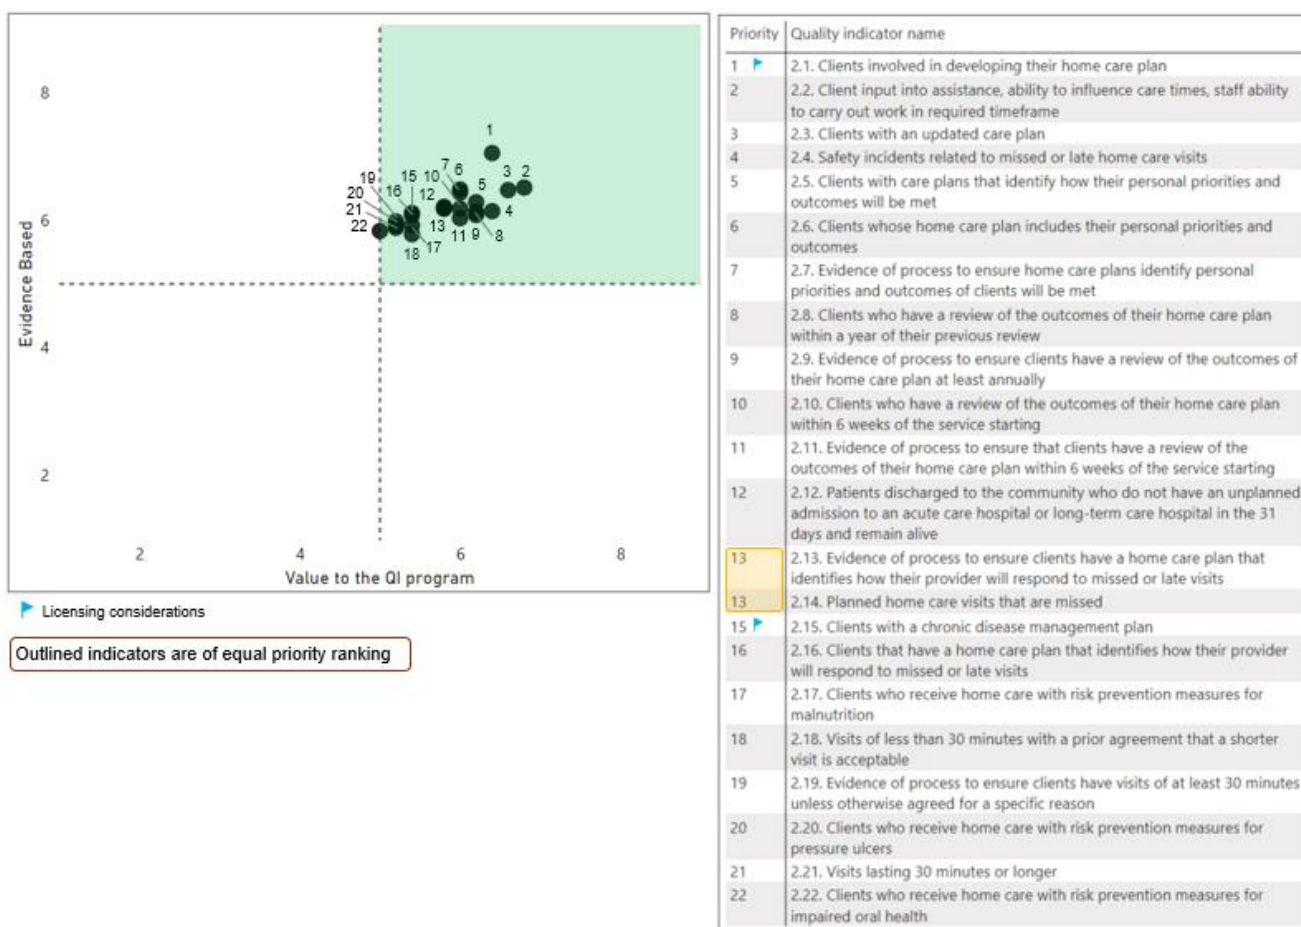 8
6
4
2
Evidence Based
1
7
6
3
2
19
15
10
5
20
16
12
21
4
22
13
11
9
8
17
18
2
4
6
8
Value to the QI program
Licensing considerations
Outlined indicators are of equal priority ranking
Priority Quality indicator name
1 2.1. Clients involved in developing their home care plan
2 2.2. Client input into assistance, ability to influence care times, staff ability
to carry out work in required timeframe
3 2.3. Clients with an updated care plan
4 2.4. Safety incidents related to missed or late home care visits
5 2.5. Clients with care plans that identify how their personal priorities and
outcomes will be met
6 2.6. Clients whose home care plan includes their personal priorities and
outcomes
7 2.7. Evidence of process to ensure home care plans identify personal
priorities and outcomes of clients will be met
8 2.8. Clients who have a review of the outcomes of their home care plan
within a year of their previous review
9 2.9. Evidence of process to ensure clients have a review of the outcomes of
their home care plan at least annually
10 2.10. Clients who have a review of the outcomes of their home care plan
within 6 weeks of the service starting
11 2.11. Evidence of process to ensure that clients have a review of the
outcomes of their home care plan within 6 weeks of the service starting
12 2.12. Patients discharged to the community who do not have an unplanned
admission to an acute care hospital or long-term care hospital in the 31
days and remain alive
13 2.13. Evidence of process to ensure clients have a home care plan that
identifies how their provider will respond to missed or late visits
13 2.14. Planned home care visits that are missed
15 2.15. Clients with a chronic disease management plan
16 2.16. Clients that have a home care plan that identifies how their provider
will respond to missed or late visits
17 2.17. Clients who receive home care with risk prevention measures for
malnutrition
18 2.18. Visits of less than 30 minutes with a prior agreement that a shorter
visit is acceptable
19 2.19. Evidence of process to ensure clients have visits of at least 30 minutes
unless otherwise agreed for a specific reason
20 2.20. Clients who receive home care with risk prevention measures for
pressure ulcers
21 2.21. Visits lasting 30 minutes or longer
22 2.22. Clients who receive home care with risk prevention measures for
impaired oral health